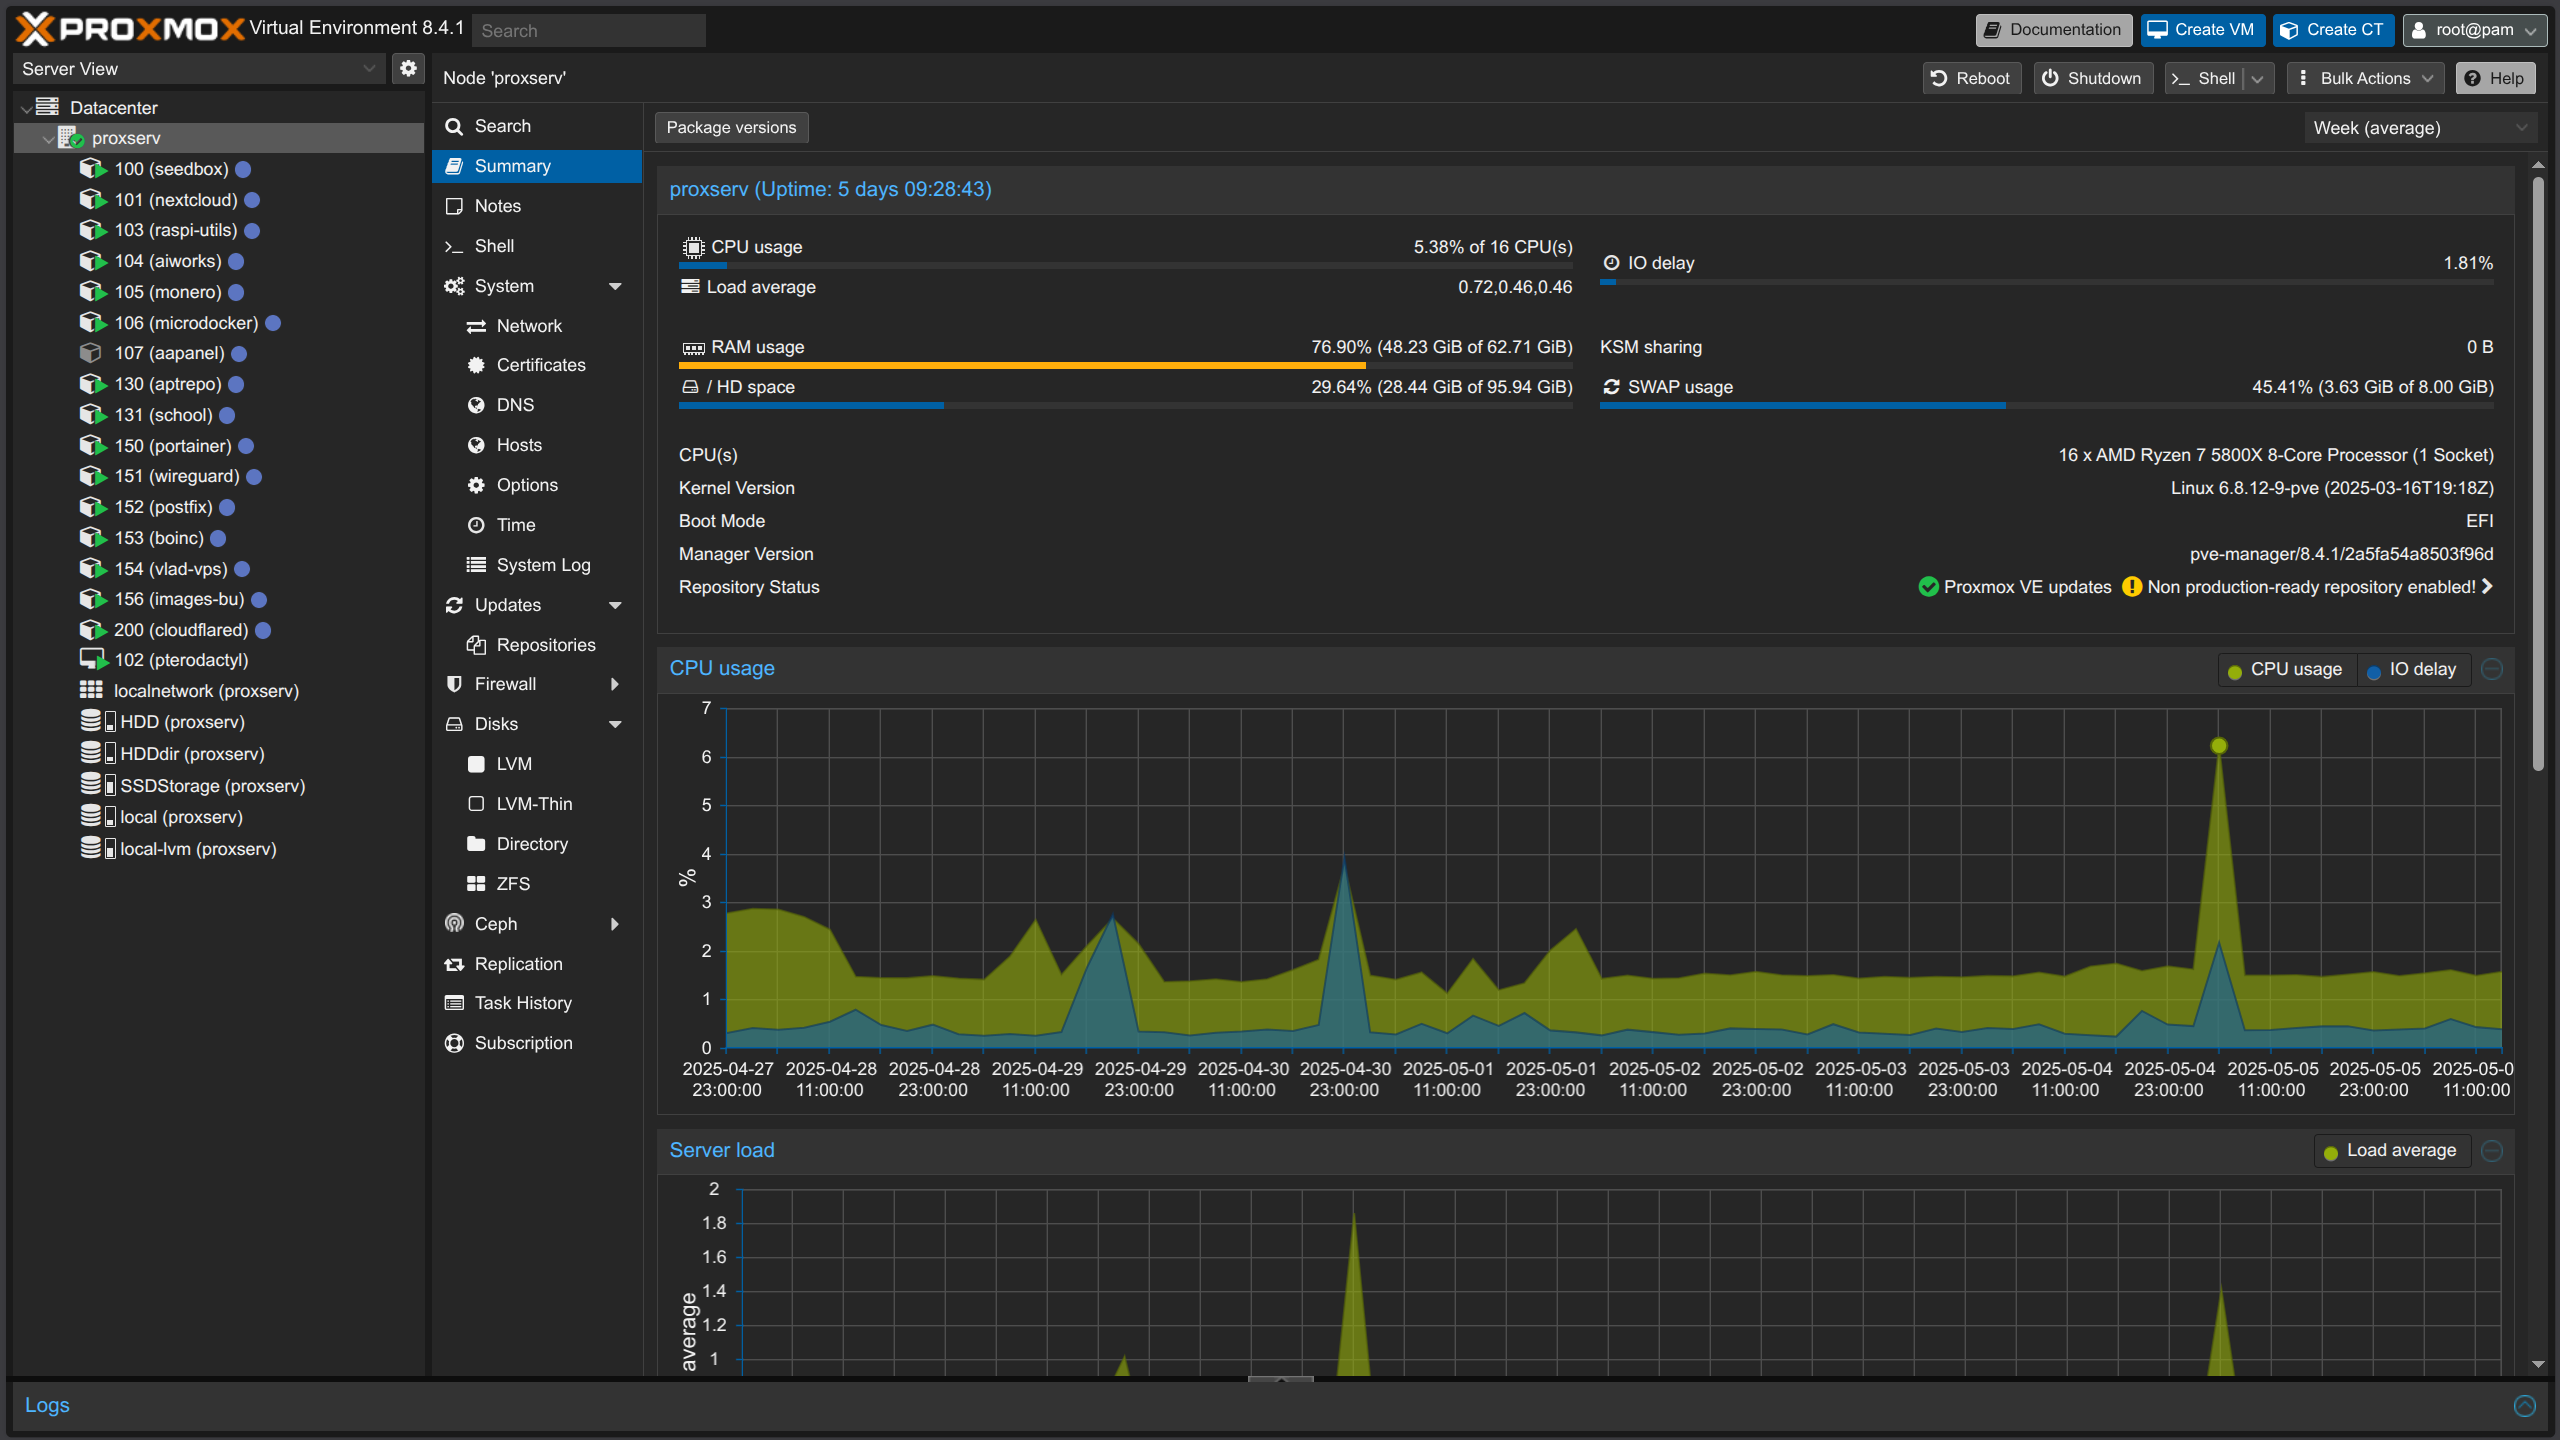 PROXMOX Virtual Environment 8.4.1 Search Documentation Create VM Create CT root@pam
Server View
Node 'proxserv' Reboot Shutdown Shell Bulk Actions Help
Datacenter
proxserv
100 (seedbox)
101 (nextcloud)
103 (raspi-utils)
104 (aiworks)
105 (monero)
106 (microdocker)
107 (aapanel)
130 (aptrepo)
131 (school)
150 (portainer)
151 (wireguard)
152 (postfix)
153 (boinc)
154 (vlad-vps)
156 (images-bu)
200 (cloudflared)
102 (pterodactyl)
localnetwork (proxserv)
HDD (proxserv)
HDDdir (proxserv)
SSDStorage (proxserv)
local (proxserv)
local-lvm (proxserv)
Search
Summary
Notes
Shell
System
Network
Certificates
DNS
Hosts
Options
Time
System Log
Updates
Repositories
Firewall
Disks
LVM
LVM-Thin
Directory
ZFS
Ceph
Replication
Task History
Subscription
Package versions Week (average)
proxserv (Uptime: 5 days 09:28:43)
CPU usage 5.38% of 16 CPU(s)
IO delay 1.81%
Load average 0.72,0.46,0.46
RAM usage 76.90% (48.23 GiB of 62.71 GiB)
KSM sharing 0 B
/ HD space 29.64% (28.44 GiB of 95.94 GiB)
SWAP usage 45.41% (3.63 GiB of 8.00 GiB)
CPU(s) 16 x AMD Ryzen 7 5800X 8-Core Processor (1 Socket)
Kernel Version Linux 6.8.12-9-pve (2025-03-16T19:18Z)
Boot Mode EFI
Manager Version pve-manager/8.4.1/2a5fa54a8503f96d
Repository Status Proxmox VE updates Non production-ready repository enabled!
CPU usage CPU usage IO delay
7
6
5
4
%
3
2
1
0
2025-04-27 2025-04-28 2025-04-28 2025-04-29 2025-04-29 2025-04-30 2025-04-30 2025-05-01 2025-05-01 2025-05-02 2025-05-02 2025-05-03 2025-05-03 2025-05-04 2025-05-04 2025-05-05 2025-05-05 2025-05-0
23:00:00 11:00:00 23:00:00 11:00:00 23:00:00 11:00:00 23:00:00 11:00:00 23:00:00 11:00:00 23:00:00 11:00:00 23:00:00 11:00:00 23:00:00 11:00:00 23:00:00 11:00:00
Server load Load average
2
1.8
1.6
1.4
1.2
average
1
Logs